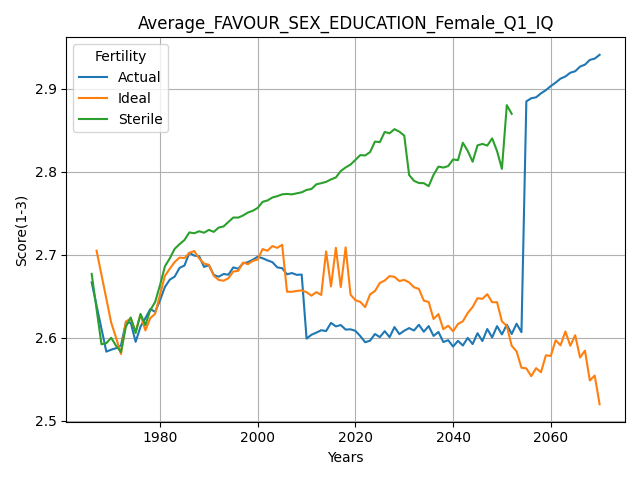 Average_FAVOUR_SEX_EDUCATION_Female_Q1_IQ
Fertility
Actual
Ideal
Sterile
Score(1-3)
2.9
2.8
2.7
2.6
2.5
1980
2000
2020
2040
2060
Years